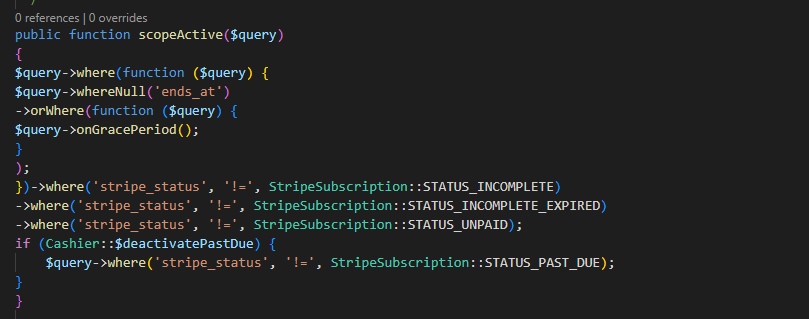 0 references | 0 overrides
public function scopeActive($query)
{
$query->where(function ($query) {
$query->whereNull('ends_at')
->orWhere(function ($query) {
$query->onGracePeriod();
}
);
})->where('stripe_status', '!=', StripeSubscription::STATUS_INCOMPLETE)
->where('stripe_status', '!=', StripeSubscription::STATUS_INCOMPLETE_EXPIRED)
->where('stripe_status', '!=', StripeSubscription::STATUS_UNPAID);
if (Cashier::$deactivatePastDue) {
    $query->where('stripe_status', '!=', StripeSubscription::STATUS_PAST_DUE);
}
}